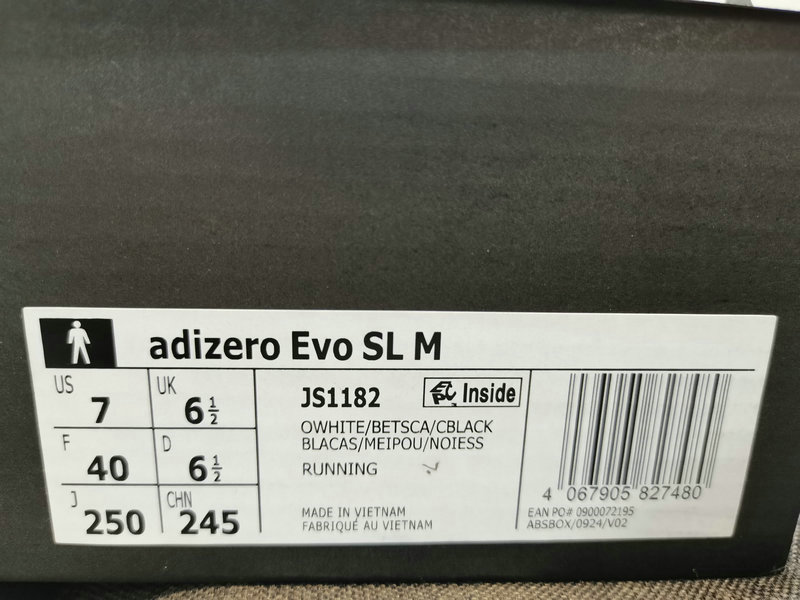 adizero Evo SL M
US 7 UK 6 1/2
F 40 D 6 1/2
J 250 CHN 245
JS1182 Inside
OWHITE/BETSCA/CBLACK
BLACAS/MEIPOU/NOIESS
RUNNING
MADE IN VIETNAM
FABRIQUÉ AU VIETNAM
4 067905 827480
EAN PO# 0900072195
ABSBOX/0924/V02